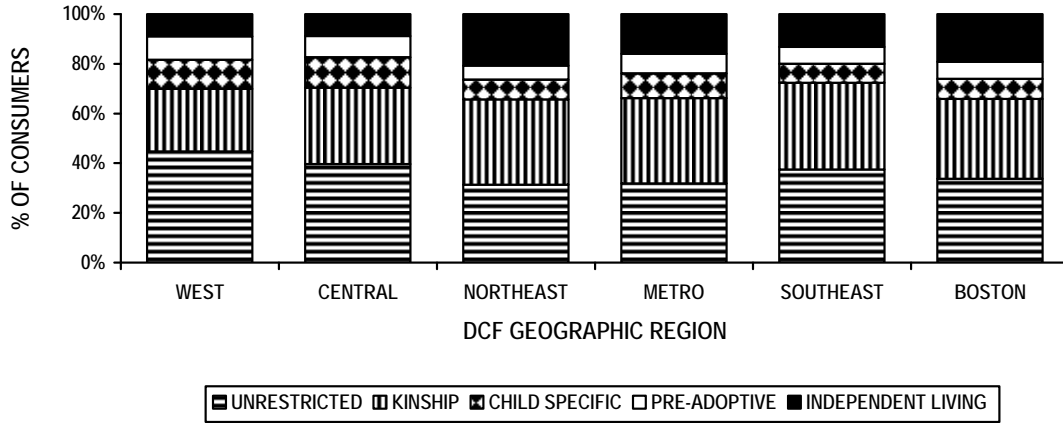 % OF CONSUMERS
100%
80%
60%
40%
20%
0%
WEST CENTRAL NORTHEAST METRO SOUTHEAST BOSTON
DCF GEOGRAPHIC REGION
UNRESTRICTED KINSHIP CHILD SPECIFIC PRE-ADOPTIVE INDEPENDENT LIVING